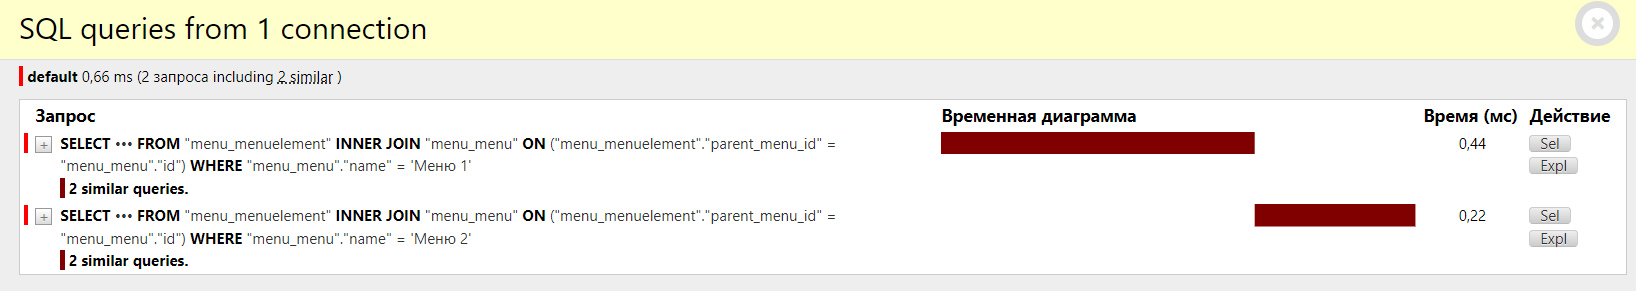 SQL queries from 1 connection
default 0,66 ms (2 запроса including 2 similar )
Запрос Временная диаграмма Время (мс) Действие
+ SELECT ••• FROM "menu_menuelement" INNER JOIN "menu_menu" ON ("menu_menuelement"."parent_menu_id" = 0,44 Sel
"menu_menu"."id") WHERE "menu_menu"."name" = 'Меню 1' Expl
2 similar queries.
+ SELECT ••• FROM "menu_menuelement" INNER JOIN "menu_menu" ON ("menu_menuelement"."parent_menu_id" = 0,22 Sel
"menu_menu"."id") WHERE "menu_menu"."name" = 'Меню 2' Expl
2 similar queries.